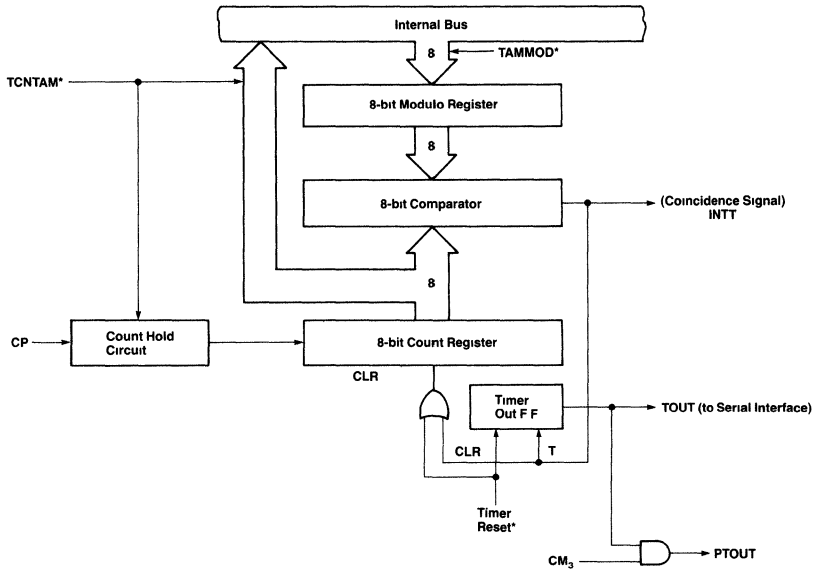 Internal Bus
8
TAMMOD*
TCNTAM*
8-bit Modulo Register
8
8-bit Comparator
(Coincidence Signal)
INTT
8
CP
Count Hold
Circuit
8-bit Count Register
CLR
Timer
Out F F
TOUT (to Serial Interface)
CLR
T
Timer
Reset*
CM3
PTOUT